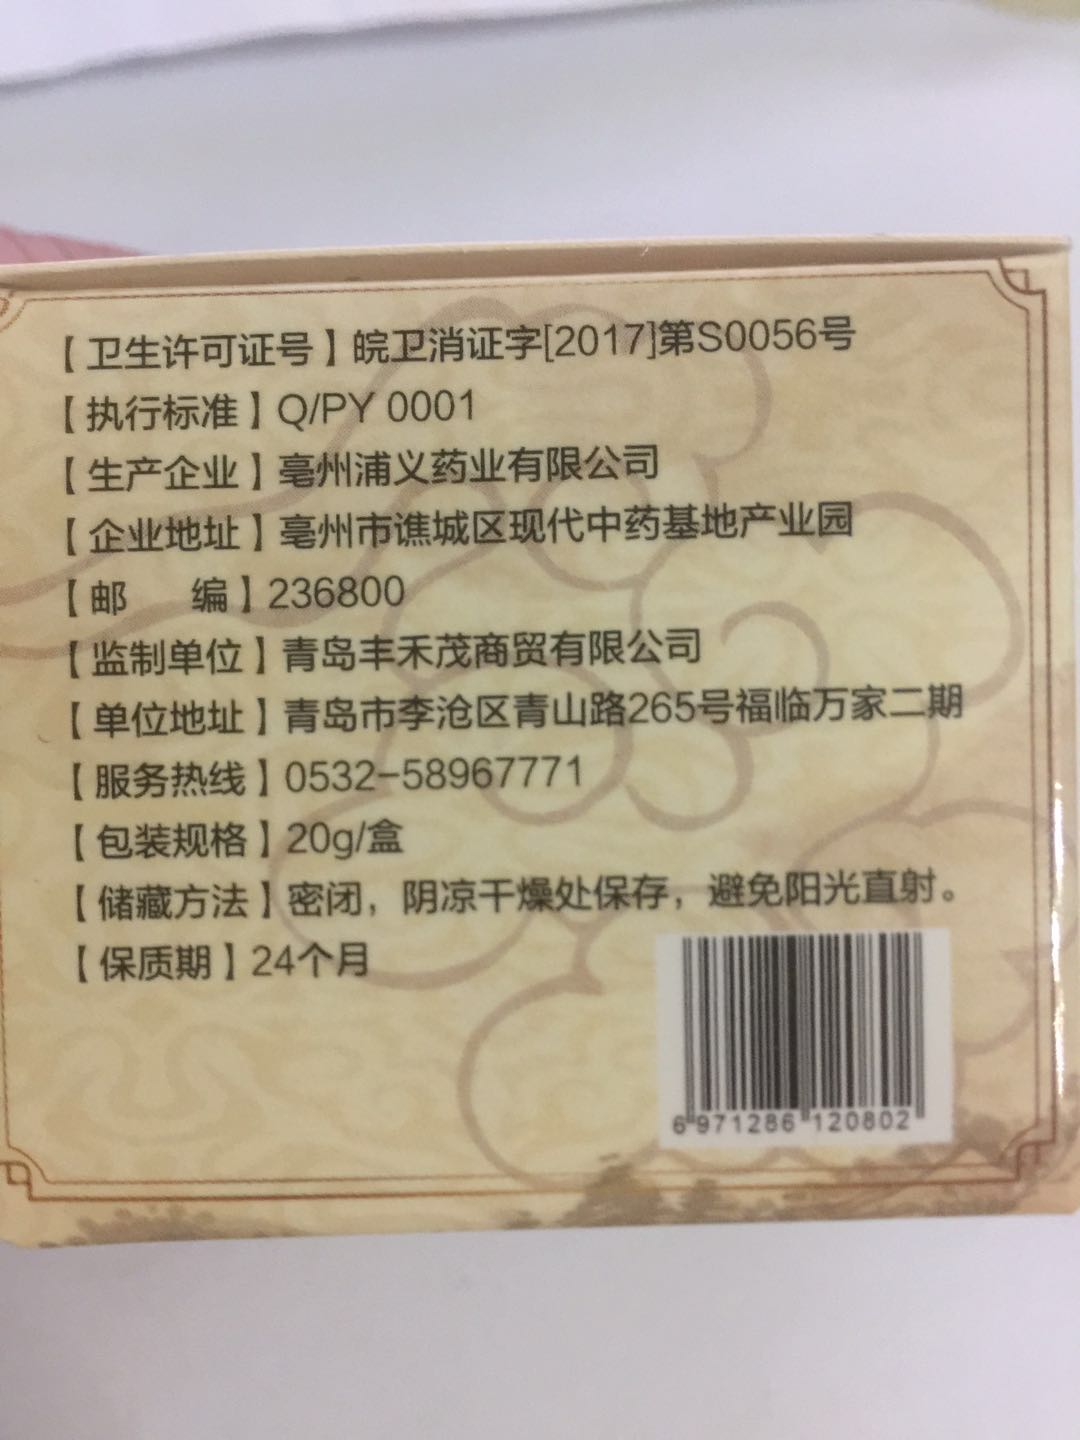 【卫生许可证号】皖卫消证字[2017]第S0056号
【执行标准】Q/PY 0001
【生产企业】亳州浦义药业有限公司
【企业地址】亳州市谯城区现代中药基地产业园
【邮　　编】236800
【监制单位】青岛丰禾茂商贸有限公司
【单位地址】青岛市李沧区青山路265号福临万家二期
【服务热线】0532-58967771
【包装规格】20g/盒
【储藏方法】密闭，阴凉干燥处保存，避免阳光直射。
【保质期】24个月
6 971286 120802